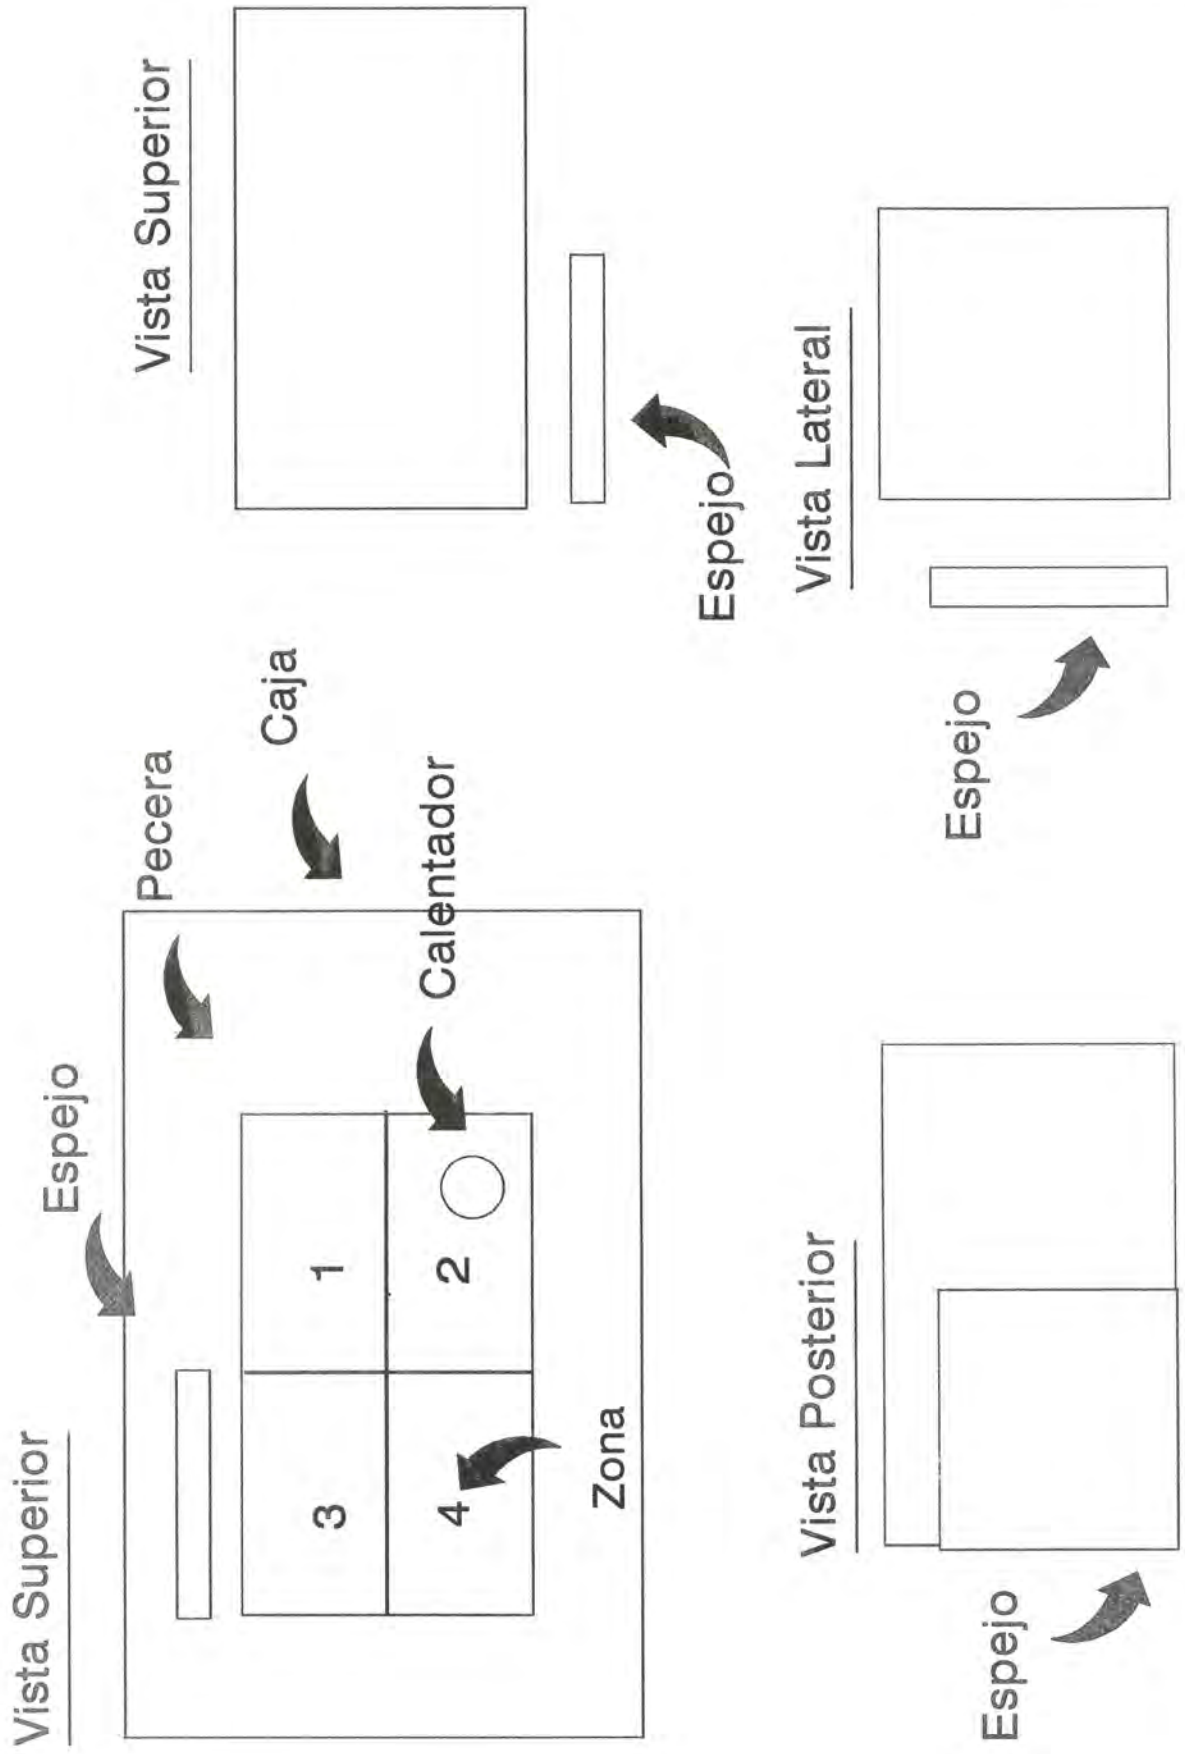 Vista Superior
Espejo
Pecera
Caja
Calentador
1
2
3
4
Zona
Vista Superior
Espejo
Vista Posterior
Espejo
Vista Lateral
Espejo